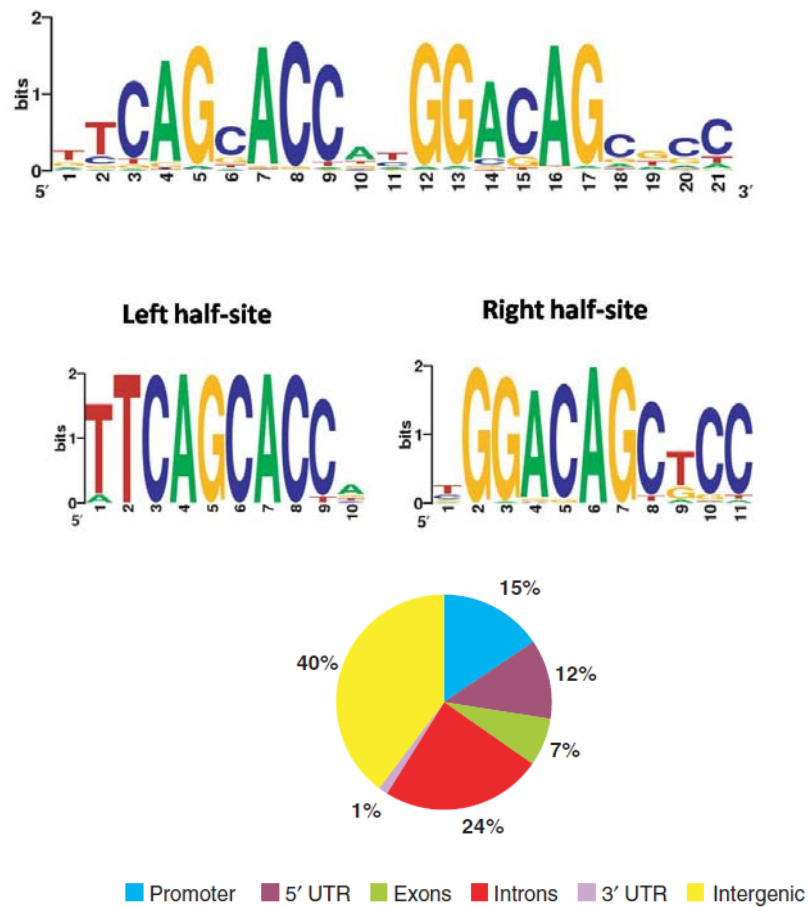 2
bits
1
0
5′ 1 2 3 4 5 6 7 8 9 10 11 12 13 14 15 16 17 18 19 20 21 3′
T T C A G C A C C A T G G A C A G C G C C
Left half-site
Right half-site
2
bits
1
0
T T C A G C A C C A
5′ 1 2 3 4 5 6 7 8 9 10
2
bits
1
0
T G G A C A G C T C C
5′ 1 2 3 4 5 6 7 8 9 10 11
15%
40%
12%
7%
1%
24%
Promoter 5′ UTR Exons Introns 3′ UTR Intergenic